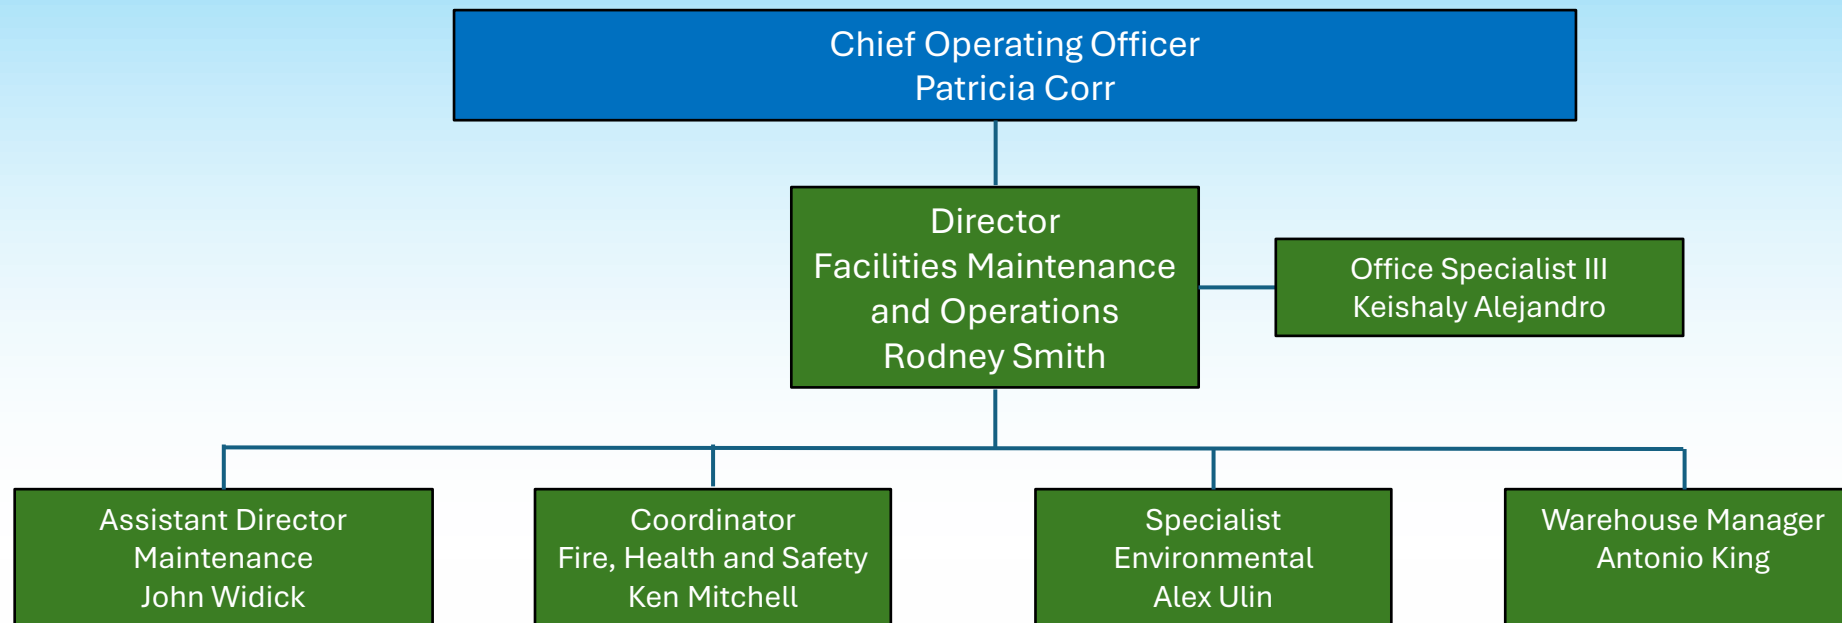 Chief Operating Officer
Patricia Corr
Director
Facilities Maintenance
and Operations
Rodney Smith
Office Specialist III
Keishaly Alejandro
Assistant Director
Maintenance
John Widick
Coordinator
Fire, Health and Safety
Ken Mitchell
Specialist
Environmental
Alex Ulin
Warehouse Manager
Antonio King